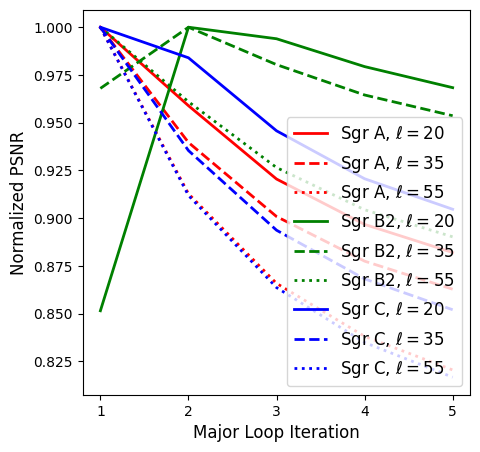 1.000
0.975
0.950
0.925
0.900
0.875
0.850
0.825
Normalized PSNR
Sgr A, ℓ = 20
Sgr A, ℓ = 35
Sgr A, ℓ = 55
Sgr B2, ℓ = 20
Sgr B2, ℓ = 35
Sgr B2, ℓ = 55
Sgr C, ℓ = 20
Sgr C, ℓ = 35
Sgr C, ℓ = 55
1 2 3 4 5
Major Loop Iteration